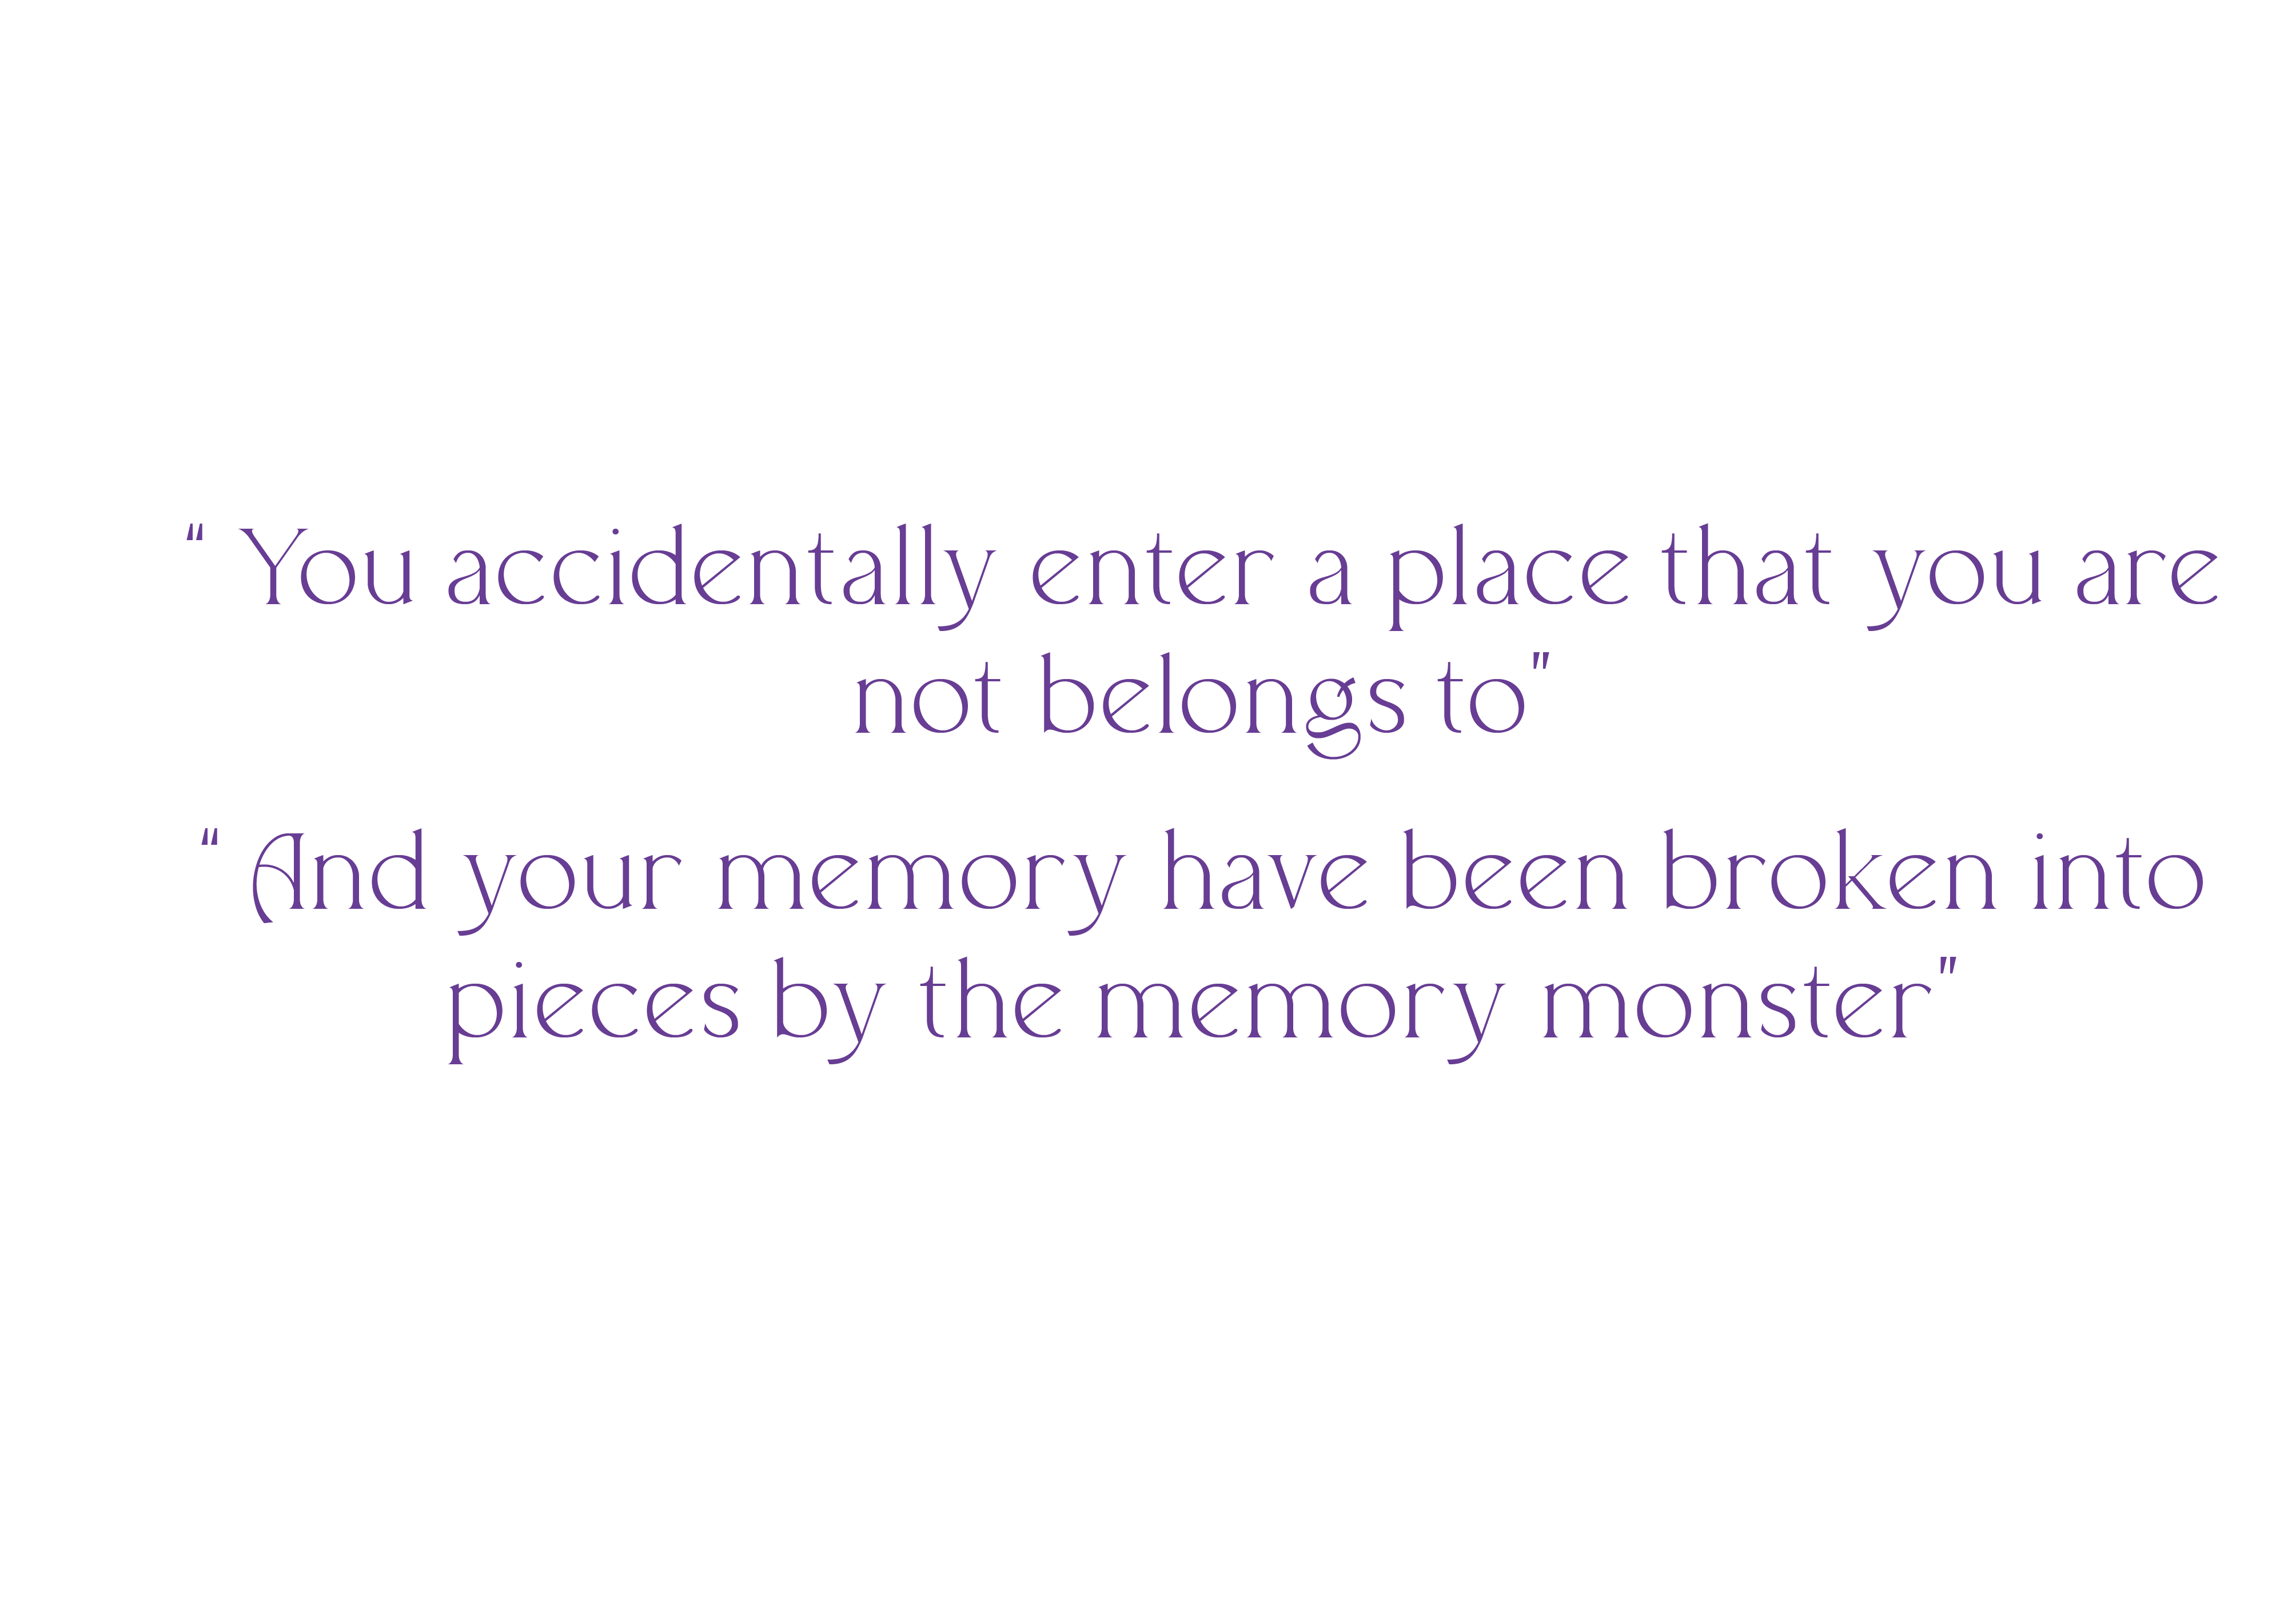 “ You accidentally enter a place that you are
not belongs to”
“ And your memory have been broken into
pieces by the memory monster”